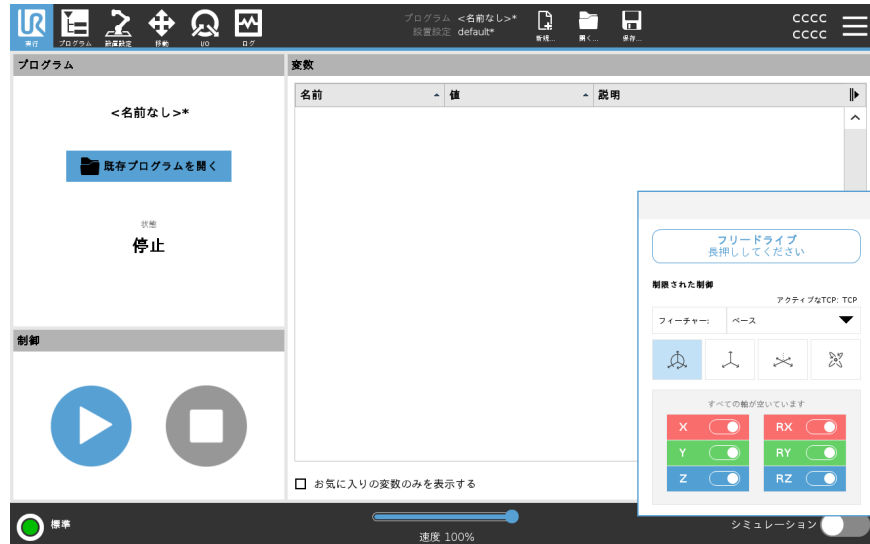 UR
実行
プログラム
設置設定
移動
I/O
ログ
プログラム <名前なし>*
設置設定 default*
新規...
開く...
保存...
CCCC
CCCC
プログラム
<名前なし>*
既存プログラムを開く
状態
停止
制御
変数
名前
値
説明
お気に入りの変数のみを表示する
フリードライブ
長押ししてください
制限された制御
アクティブなTCP: TCP
フィーチャー: ベース
すべての軸が空いています
X RX
Y RY
Z RZ
標準
速度 100%
シミュレーション